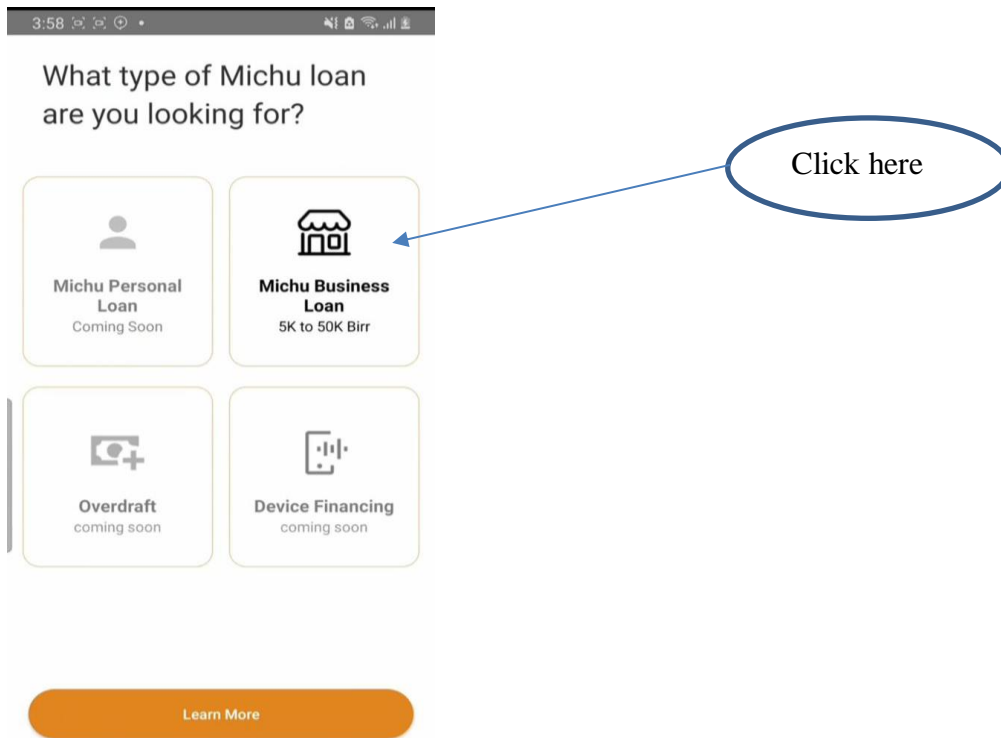 3:58
What type of Michu loan
are you looking for?
Click here
Michu Personal
Loan
Coming Soon
Michu Business
Loan
5K to 50K Birr
Overdraft
coming soon
Device Financing
coming soon
Learn More